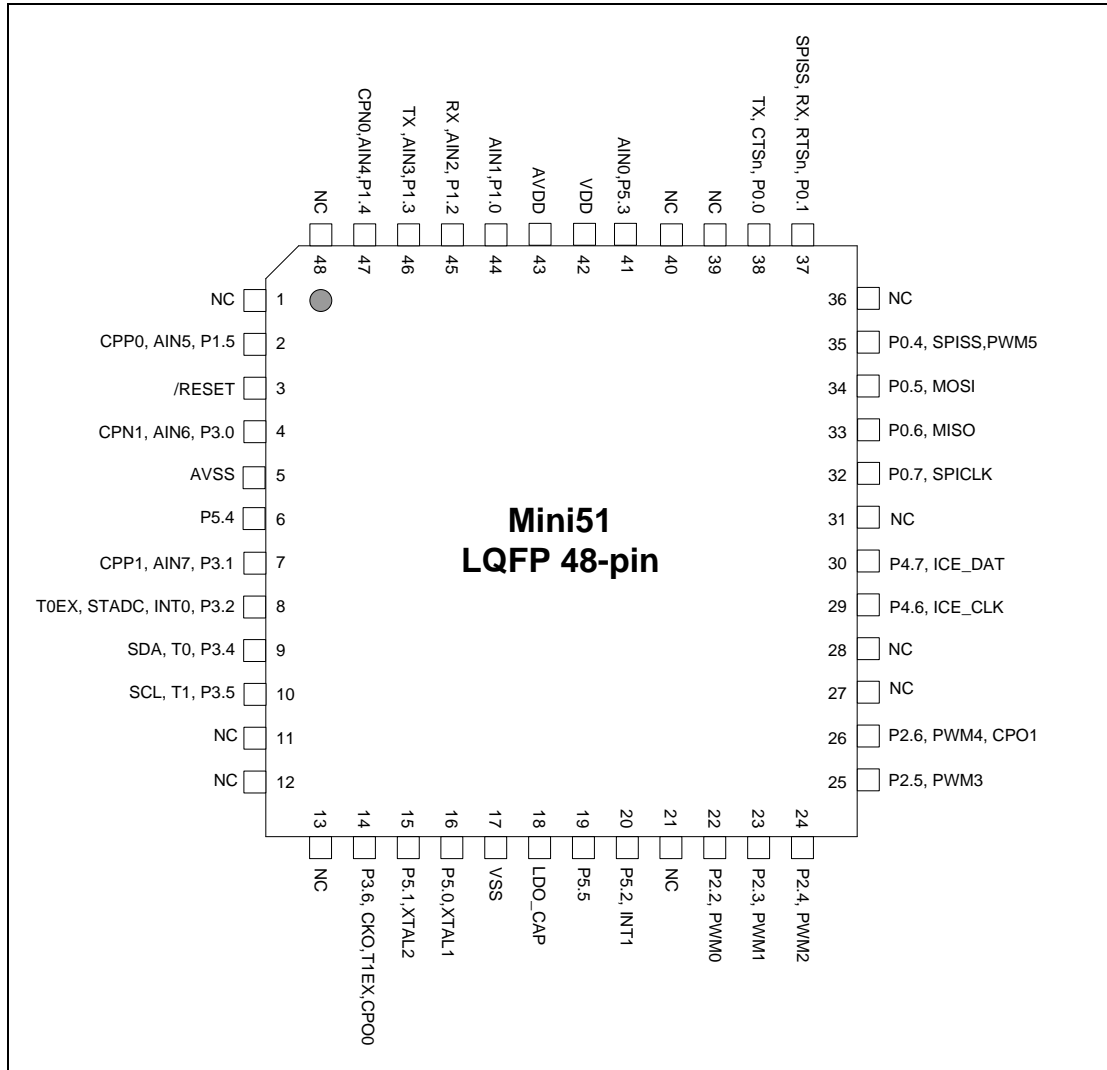 SPISS, RX, RTSn, P0.1
TX, CTSn, P0.0
NC
NC
AIN0,P5.3
VDD
AVDD
AIN1,P1.0
RX ,AIN2, P1.2
TX ,AIN3,P1.3
CPN0,AIN4,P1.4
NC
48 47 46 45 44 43 42 41 40 39 38 37
NC 1
CPP0, AIN5, P1.5 2
/RESET 3
CPN1, AIN6, P3.0 4
AVSS 5
P5.4 6
CPP1, AIN7, P3.1 7
T0EX, STADC, INT0, P3.2 8
SDA, T0, P3.4 9
SCL, T1, P3.5 10
NC 11
NC 12
Mini51
LQFP 48-pin
36 NC
35 P0.4, SPISS,PWM5
34 P0.5, MOSI
33 P0.6, MISO
32 P0.7, SPICLK
31 NC
30 P4.7, ICE_DAT
29 P4.6, ICE_CLK
28 NC
27 NC
26 P2.6, PWM4, CPO1
25 P2.5, PWM3
13 14 15 16 17 18 19 20 21 22 23 24
NC
P3.6, CKO,T1EX,CPO0
P5.1,XTAL2
P5.0,XTAL1
VSS
LDO_CAP
P5.5
P5.2, INT1
NC
P2.2, PWM0
P2.3, PWM1
P2.4, PWM2